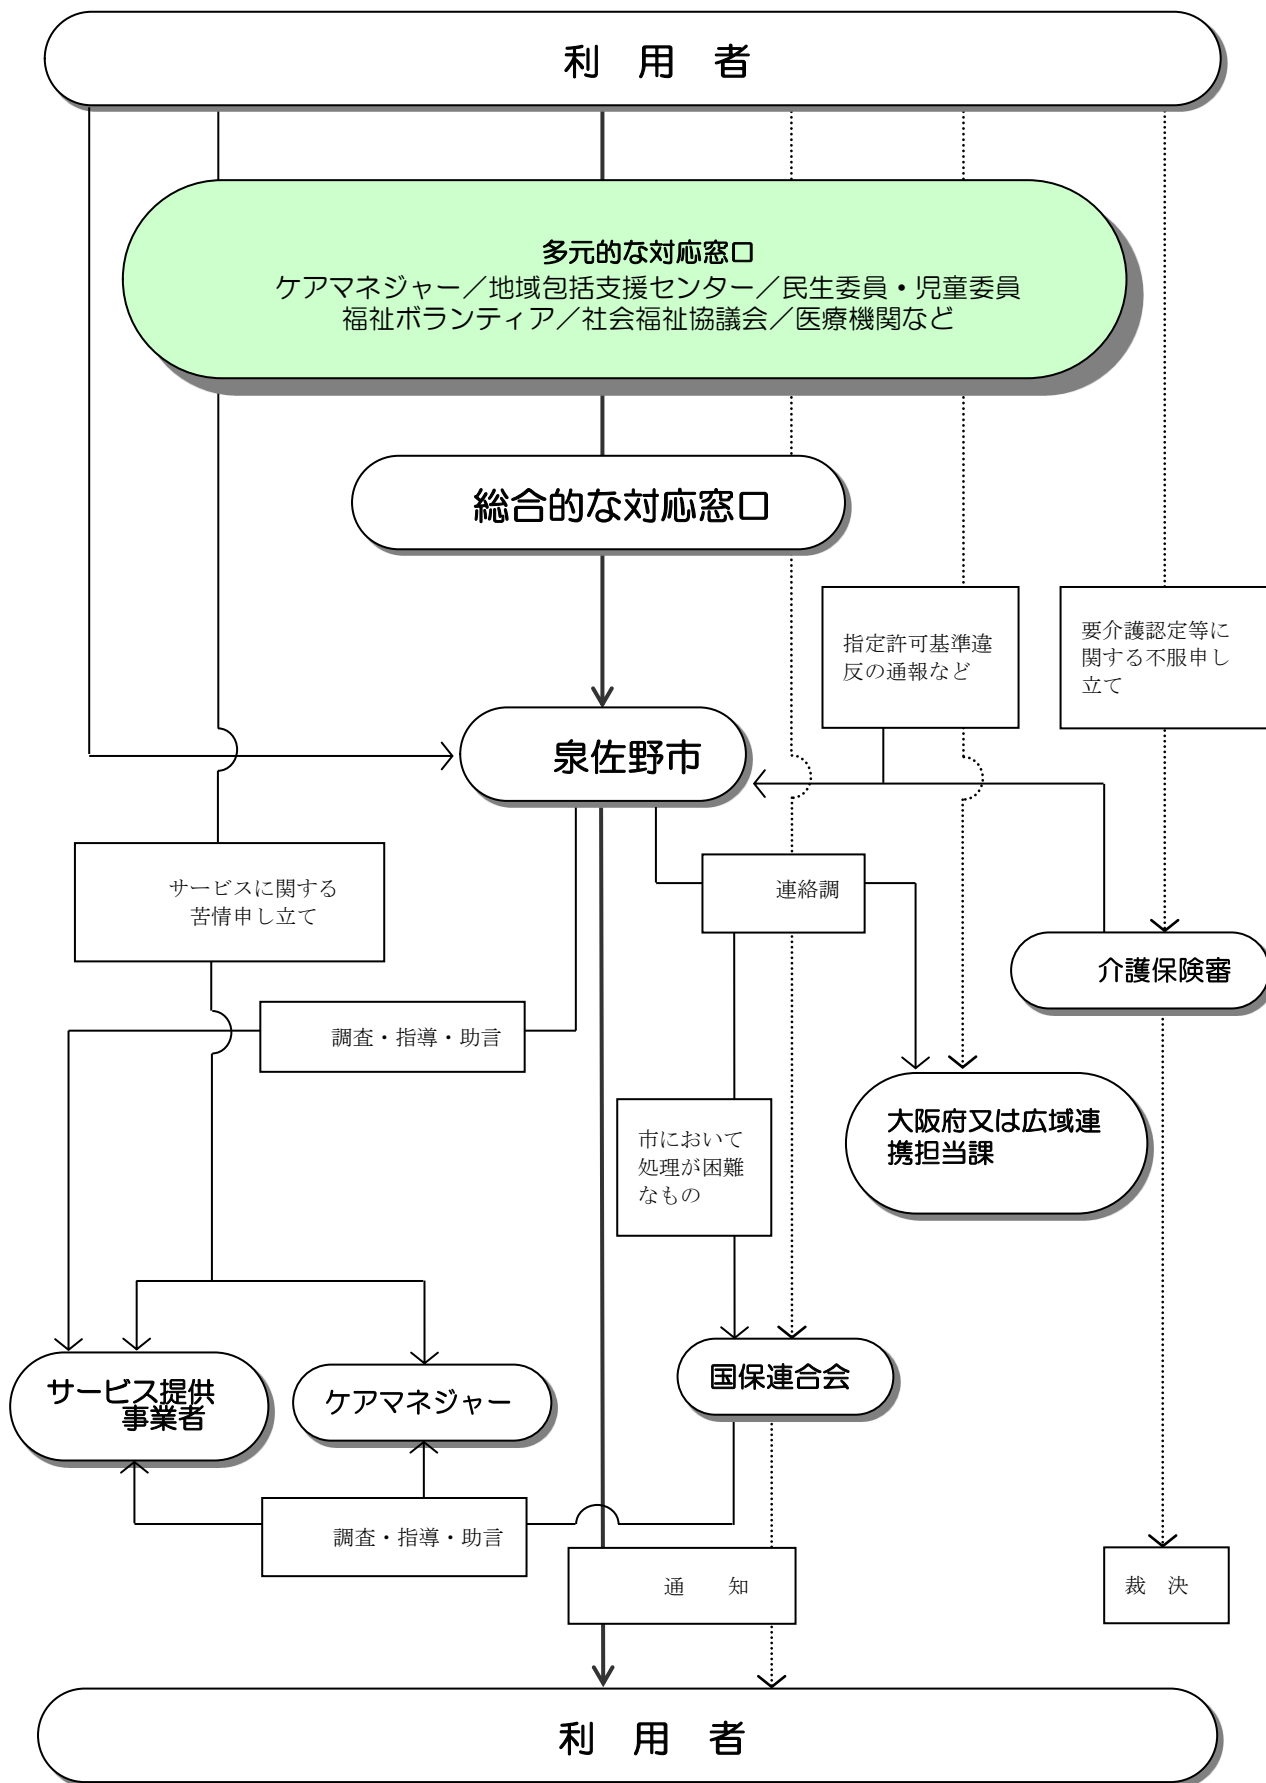 利　用　者
多元的な対応窓口
ケアマネジャー／地域包括支援センター／民生委員・児童委員
福祉ボランティア／社会福祉協議会／医療機関など
総合的な対応窓口
指定許可基準違
反の通報など
要介護認定等に
関する不服申し
立て
泉佐野市
サービスに関する
苦情申し立て
連絡調
介護保険審
調査・指導・助言
大阪府又は広域連
携担当課
市において
処理が困難
なもの
サービス提供
事業者
ケアマネジャー
国保連合会
調査・指導・助言
通　　知
裁　決
利　用　者